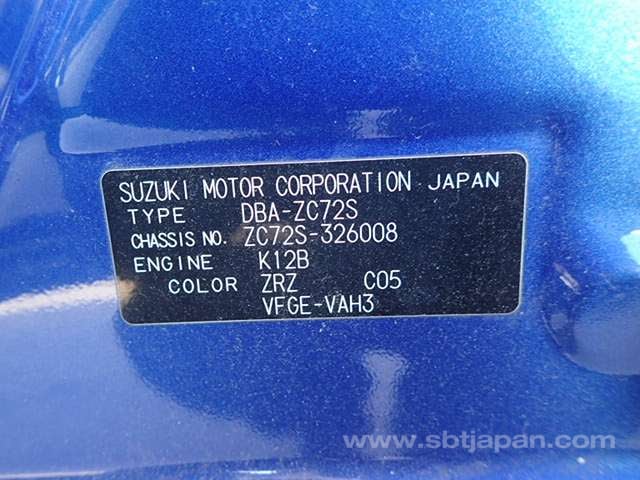 SUZUKI MOTOR CORPORATION JAPAN
TYPE DBA-ZC72S
CHASSIS NO. ZC72S-326008
ENGINE K12B
COLOR ZRZ C05
VFGE-VAH3
www.sbtjapan.com